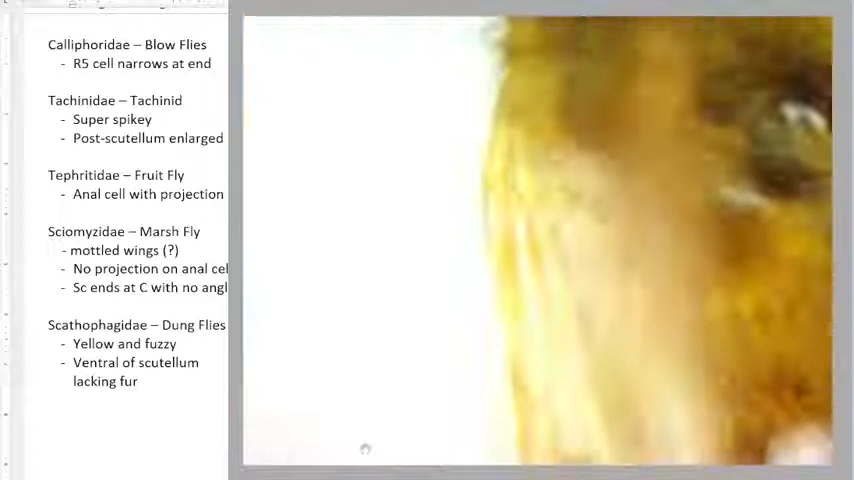 Calliphoridae – Blow Flies
- R5 cell narrows at end
Tachinidae – Tachinid
- Super spikey
- Post-scutellum enlarged
Tephritidae – Fruit Fly
- Anal cell with projection
Sciomyzidae – Marsh Fly
- mottled wings (?)
- No projection on anal cel
- Sc ends at C with no angl
Scathophagidae – Dung Flies
- Yellow and fuzzy
- Ventral of scutellum
lacking fur